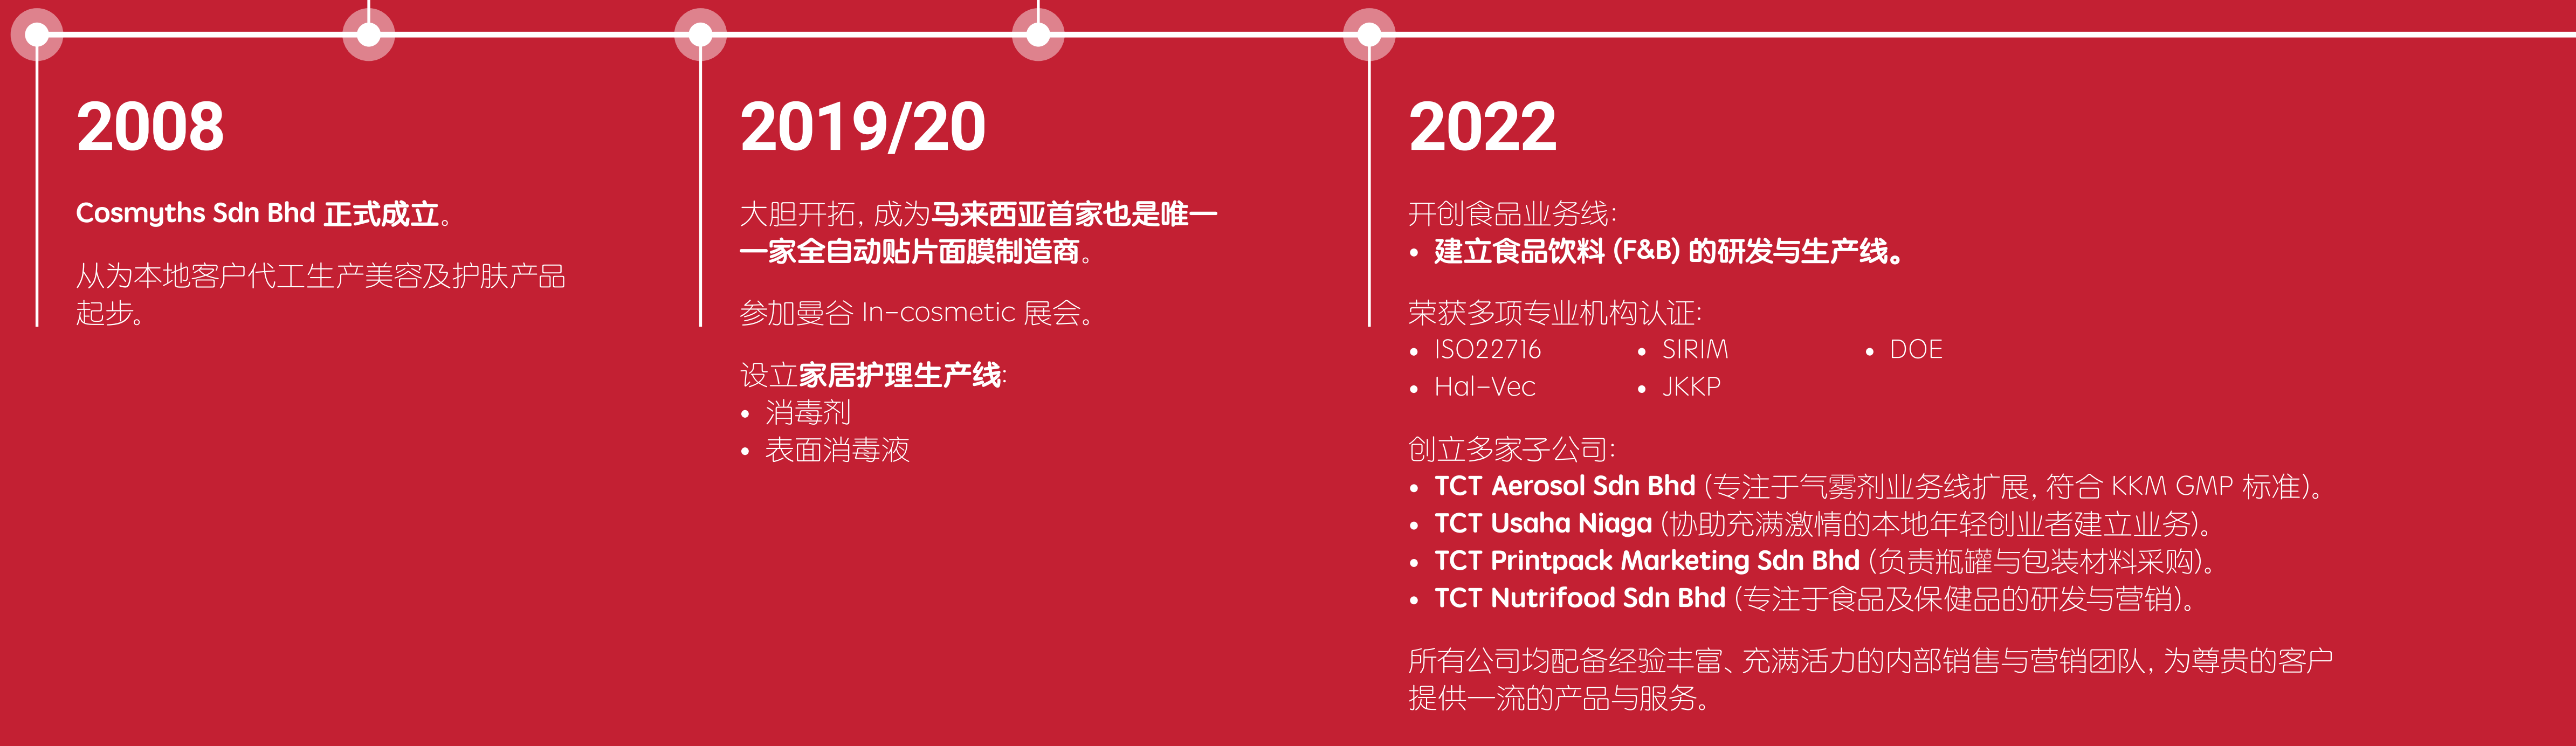 2008
Cosmyths Sdn Bhd 正式成立。
从为本地客户代工生产美容及护肤产品
起步。
2019/20
大胆开拓, 成为马来西亚首家也是唯一
一家全自动贴片面膜制造商。
参加曼谷 In-cosmetic 展会。
设立家居护理生产线:
• 消毒剂
• 表面消毒液
2022
开创食品业务线:
• 建立食品饮料 (F&B) 的研发与生产线。
荣获多项专业机构认证:
• ISO22716 • SIRIM • DOE
• Hal-Vec • JKKP
创立多家子公司:
• TCT Aerosol Sdn Bhd (专注于气雾剂业务线扩展, 符合 KKM GMP 标准)。
• TCT Usaha Niaga (协助充满激情的本地年轻创业者建立业务)。
• TCT Printpack Marketing Sdn Bhd (负责瓶罐与包装材料采购)。
• TCT Nutrifood Sdn Bhd (专注于食品及保健品的研发与营销)。
所有公司均配备经验丰富、充满活力的内部销售与营销团队, 为尊贵的客户
提供一流的产品与服务。